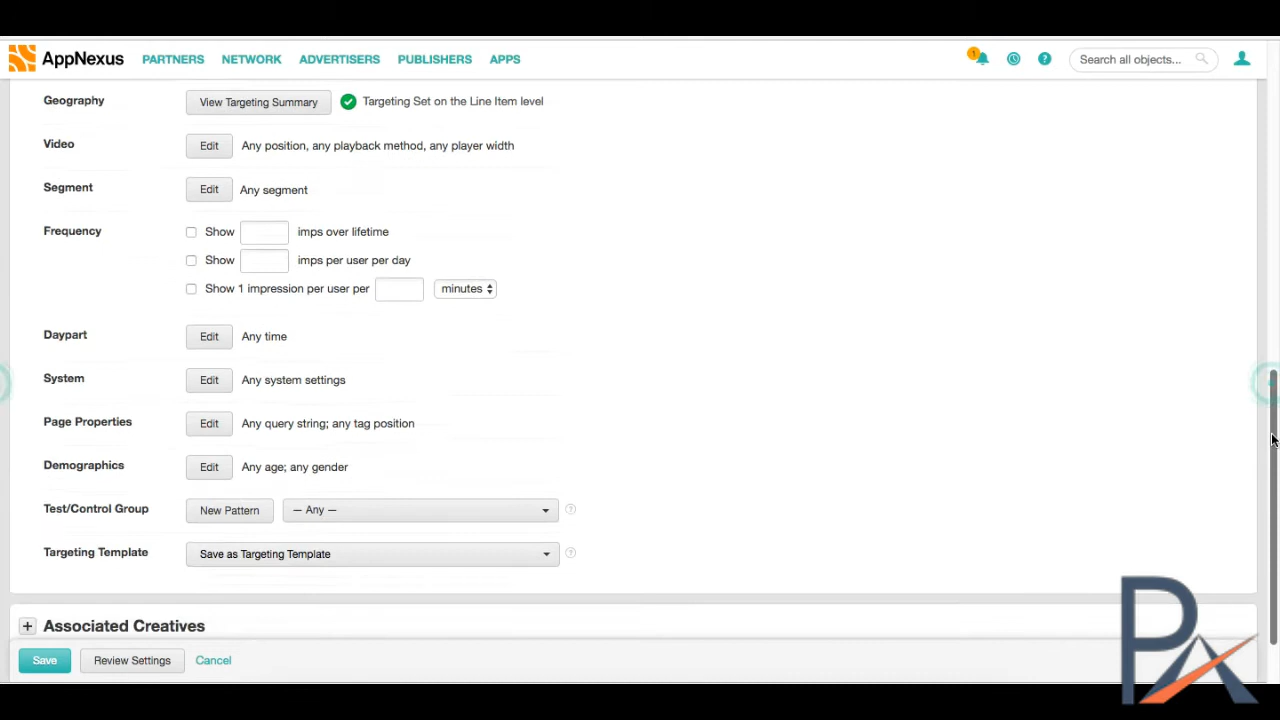 AppNexus PARTNERS NETWORK ADVERTISERS PUBLISHERS APPS 1 ? Search all objects...
Geography View Targeting Summary Targeting Set on the Line Item level
Video Edit Any position, any playback method, any player width
Segment Edit Any segment
Frequency Show imps over lifetime
Show imps per user per day
Show 1 impression per user per minutes
Daypart Edit Any time
System Edit Any system settings
Page Properties Edit Any query string; any tag position
Demographics Edit Any age; any gender
Test/Control Group New Pattern — Any — ?
Targeting Template Save as Targeting Template ?
+ Associated Creatives
Save Review Settings Cancel
PA